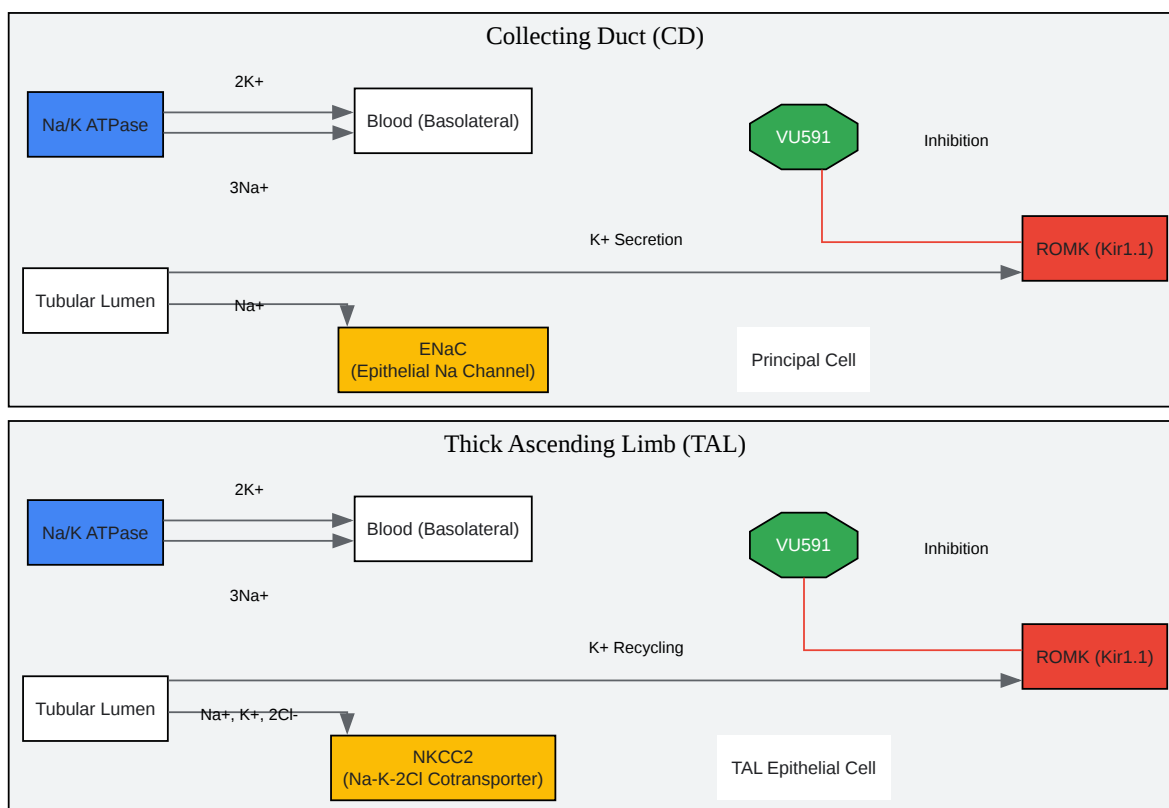 Collecting Duct (CD)
2K+
Na/K ATPase
Blood (Basolateral)
VU591
Inhibition
3Na+
K+ Secretion
ROMK (Kir1.1)
Tubular Lumen
Na+
ENaC
(Epithelial Na Channel)
Principal Cell
Thick Ascending Limb (TAL)
2K+
Na/K ATPase
Blood (Basolateral)
VU591
Inhibition
3Na+
K+ Recycling
ROMK (Kir1.1)
Tubular Lumen
Na+, K+, 2Cl-
NKCC2
(Na-K-2Cl Cotransporter)
TAL Epithelial Cell